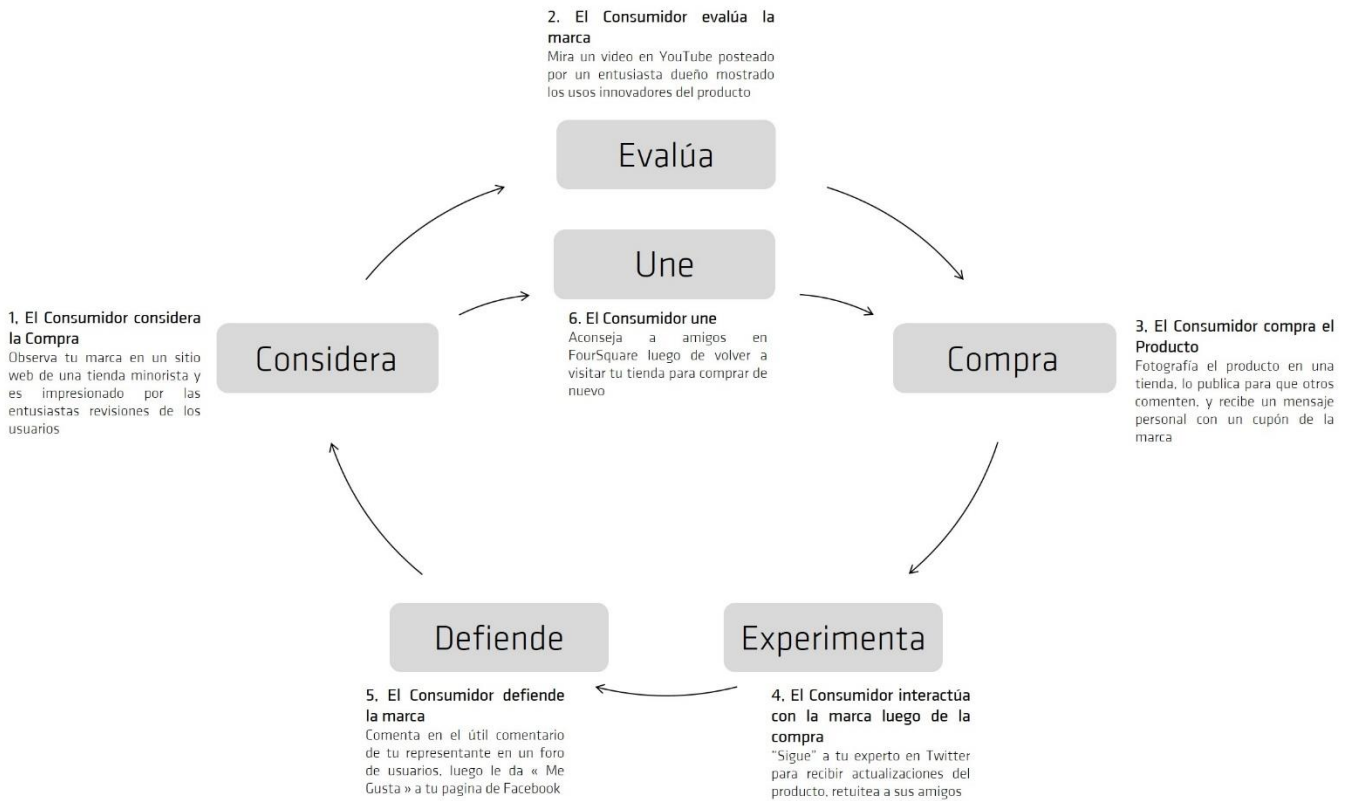 2. El Consumidor evalúa la
marca
Mira un video en YouTube posteado
por un entusiasta dueño mostrado
los usos innovadores del producto
Evalúa
Une
6. El Consumidor une
Aconseja a amigos en
FourSquare luego de volver a
visitar tu tienda para comprar de
nuevo
1, El Consumidor considera
la Compra
Observa tu marca en un sitio
web de una tienda minorista y
es impresionado por las
entusiastas revisiones de los
usuarios
Considera
Compra
3, El Consumidor compra el
Producto
Fotografía el producto en una
tienda, lo publica para que otros
comenten, y recibe un mensaje
personal con un cupón de la
marca
Defiende
5, El Consumidor defiende
la marca
Comenta en el útil comentario
de tu representante en un foro
de usuarios, luego le da « Me
Gusta » a tu pagina de Facebook
Experimenta
4, El Consumidor interactúa
con la marca luego de la
compra
"Sigue" a tu experto en Twitter
para recibir actualizaciones del
producto, retuitea a sus amigos